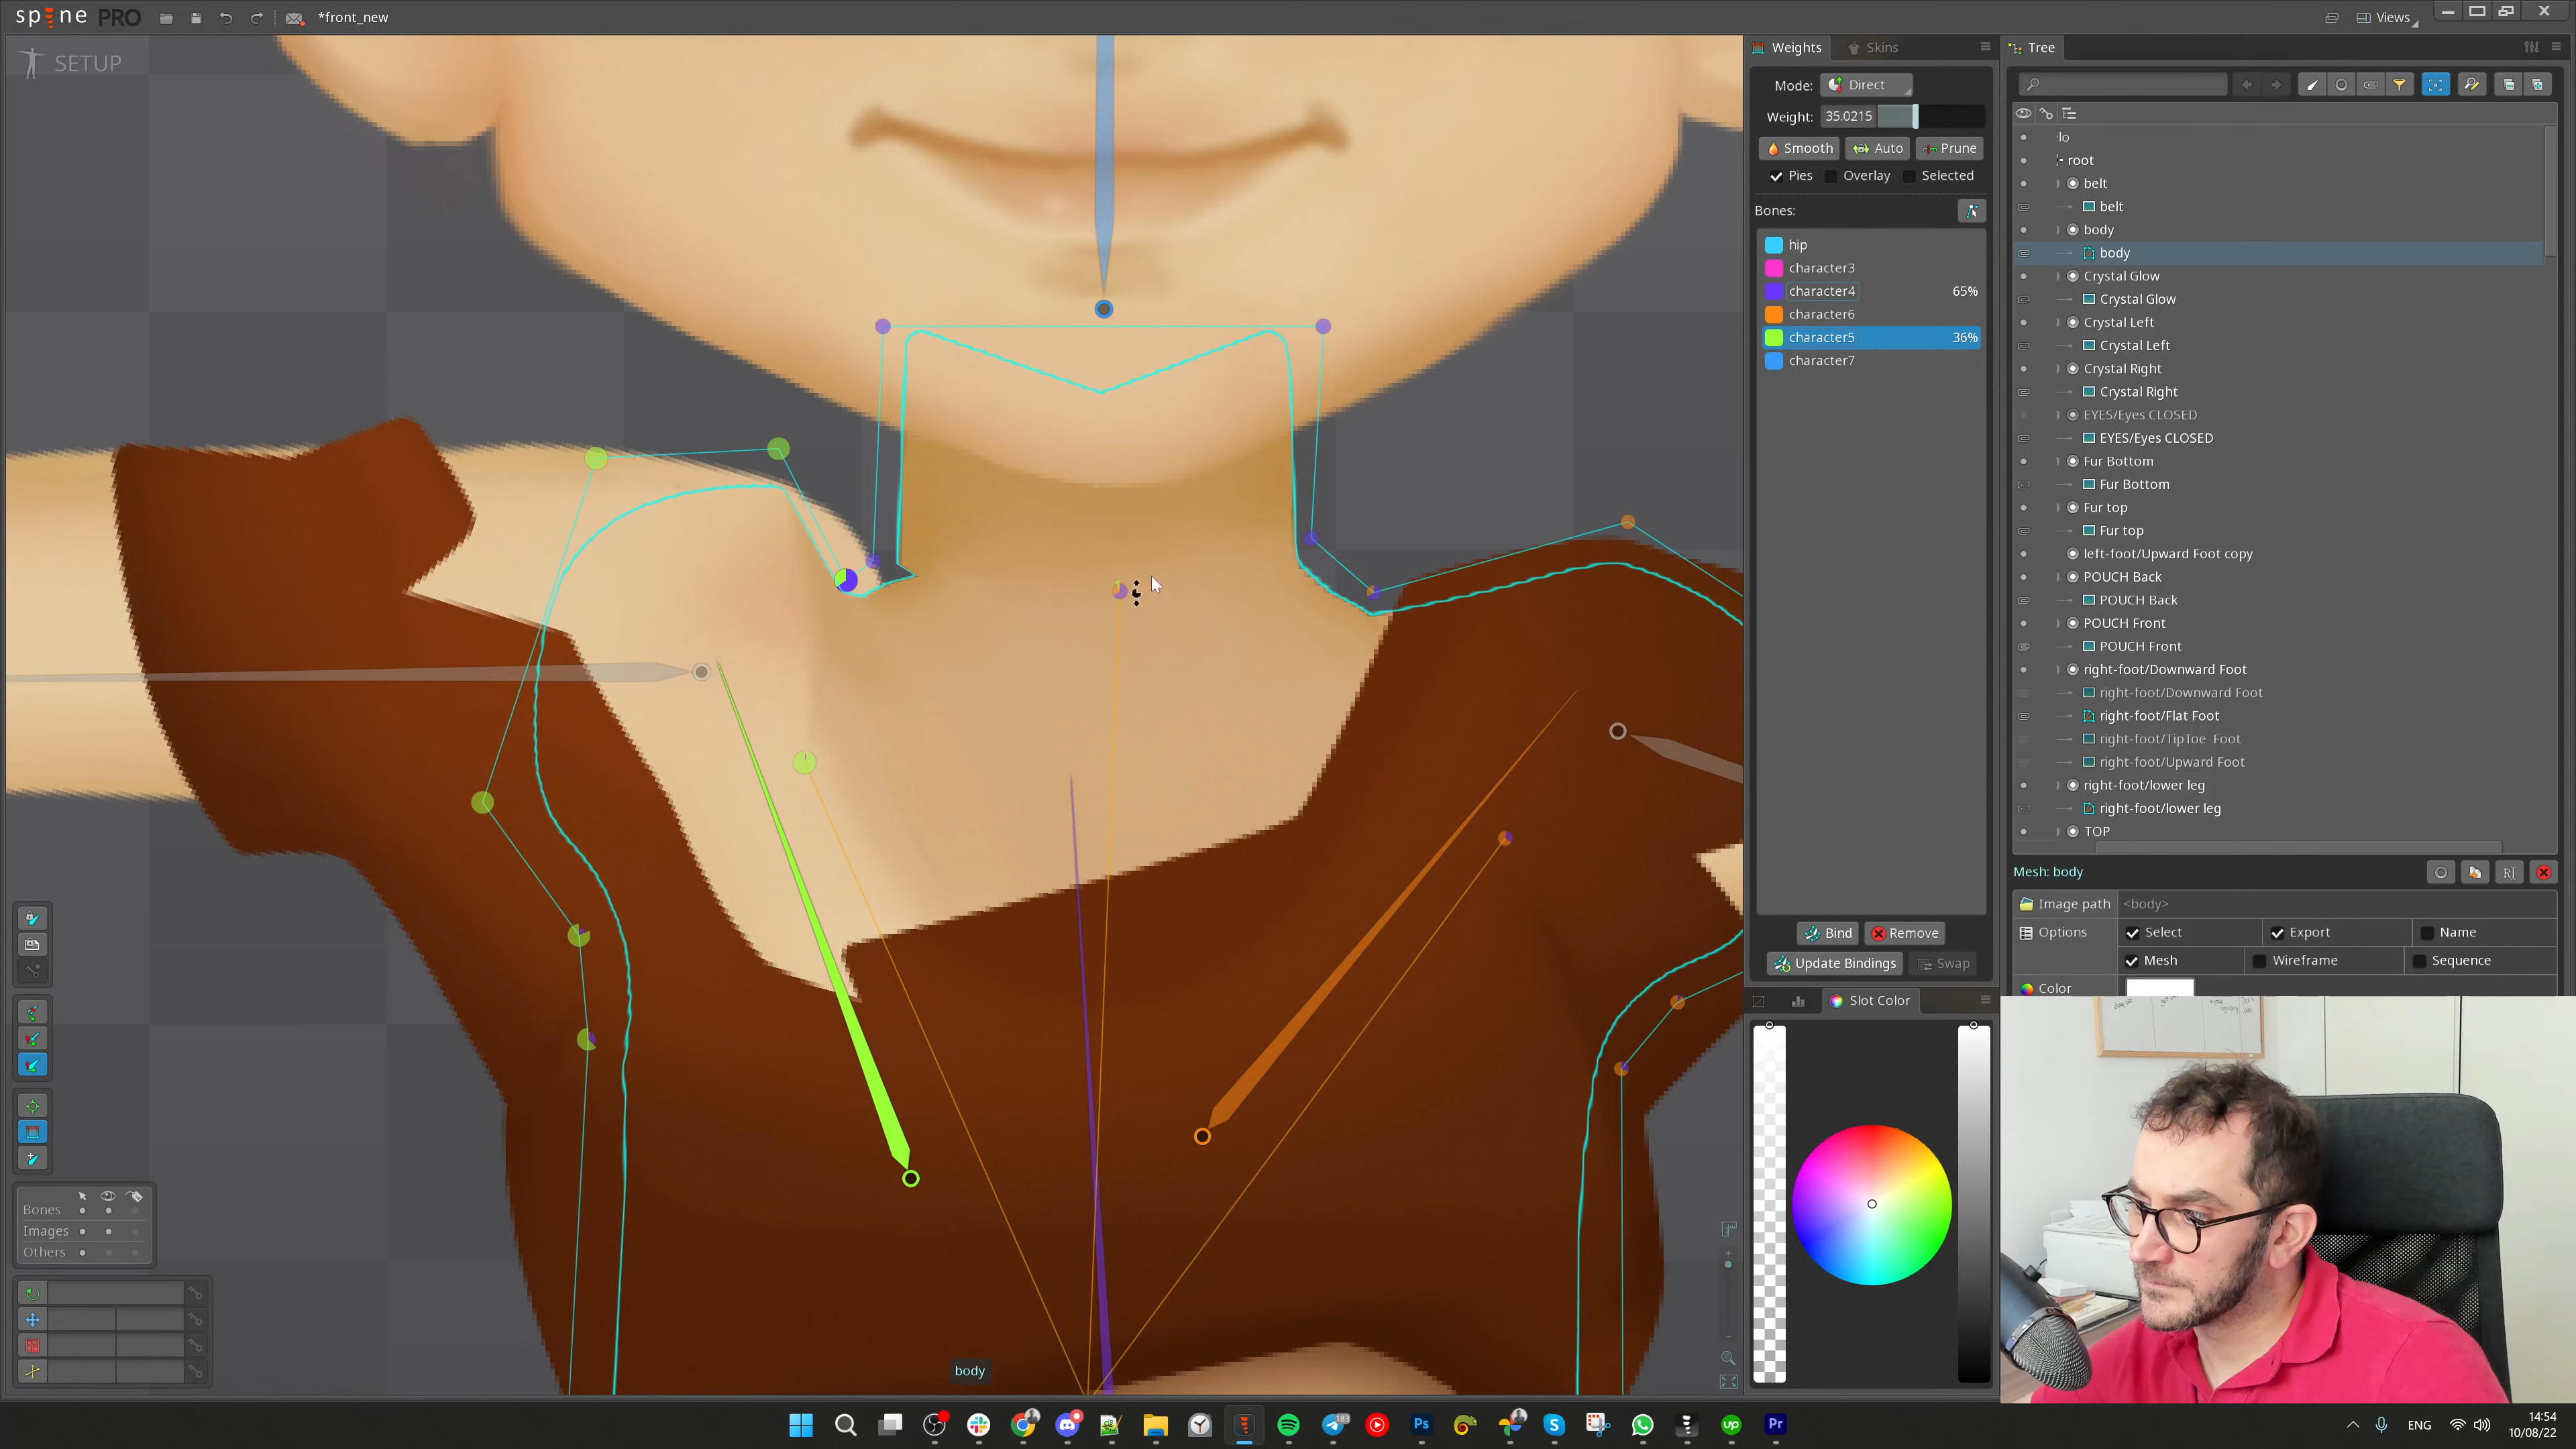 spine PRO
*front_new
Views
SETUP
Weights
Skins
Mode:
Direct
Weight:
35.0215
Smooth
Auto
Prune
Pies
Overlay
Selected
Bones:
hip
character3
character4
65%
character6
character5
36%
character7
Bind
Remove
Update Bindings
Swap
Slot Color
Tree
root
belt
belt
body
body
Crystal Glow
Crystal Glow
Crystal Left
Crystal Left
Crystal Right
Crystal Right
EYES/Eyes CLOSED
EYES/Eyes CLOSED
Fur Bottom
Fur Bottom
Fur top
Fur top
left-foot/Upward Foot copy
POUCH Back
POUCH Back
POUCH Front
POUCH Front
right-foot/Downward Foot
right-foot/Downward Foot
right-foot/Flat Foot
right-foot/TipToe Foot
right-foot/Upward Foot
right-foot/lower leg
right-foot/lower leg
TOP
Mesh: body
Image path
<body>
Options
Select
Export
Name
Mesh
Wireframe
Sequence
Color
Bones
Images
Others
body
183
Ps
S
up
Pr
ENG
14:54
10/08/22